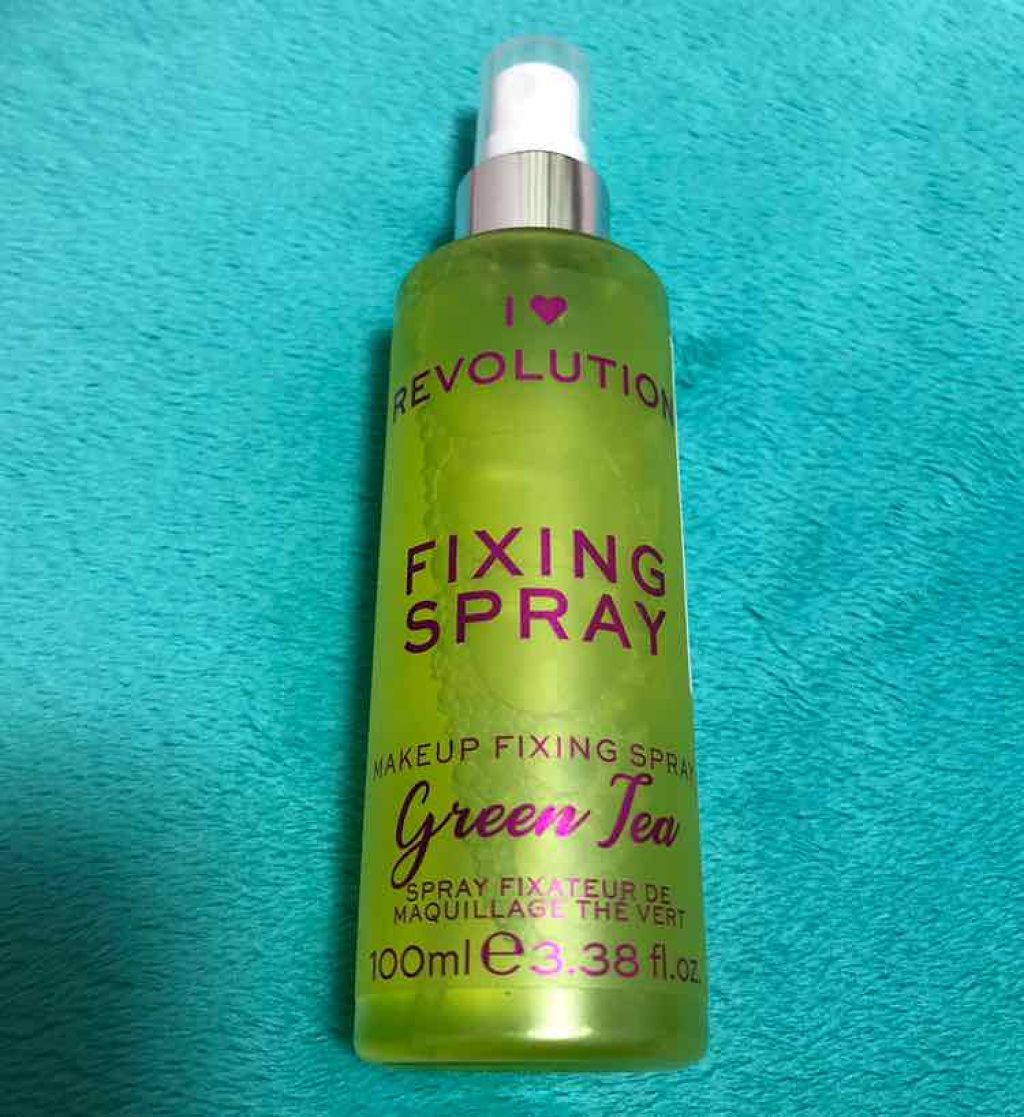 I ♥
REVOLUTION
FIXING
SPRAY
MAKEUP FIXING SPRAY
Green Tea
SPRAY FIXATEUR DE
MAQUILLAGE THÉ VERT
100ml e 3.38 fl.oz.